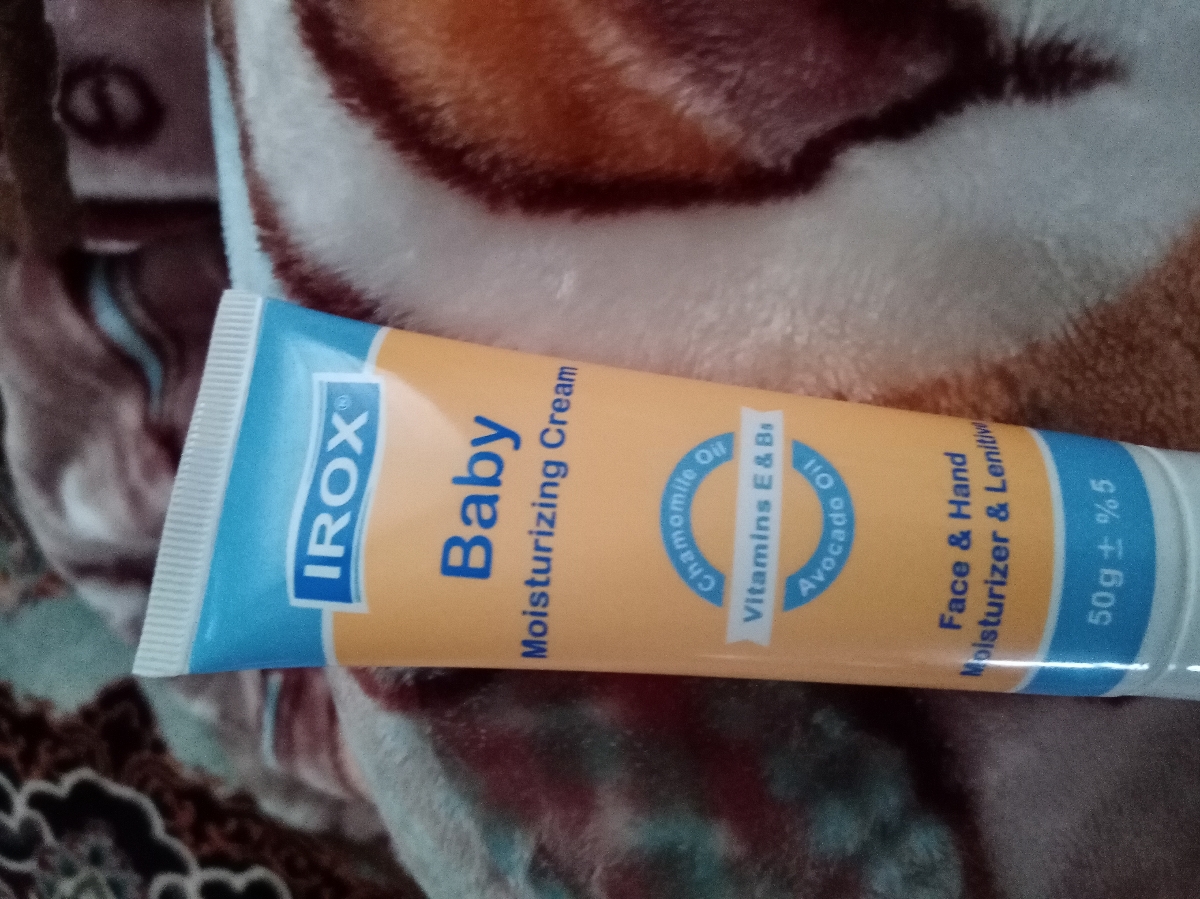 IROX®
Baby
Moisturizing Cream
Chamomile Oil
Vitamins E & B5
Avocado Oil
Face & Hand
Moisturizer & Lenitive
50g ± %5